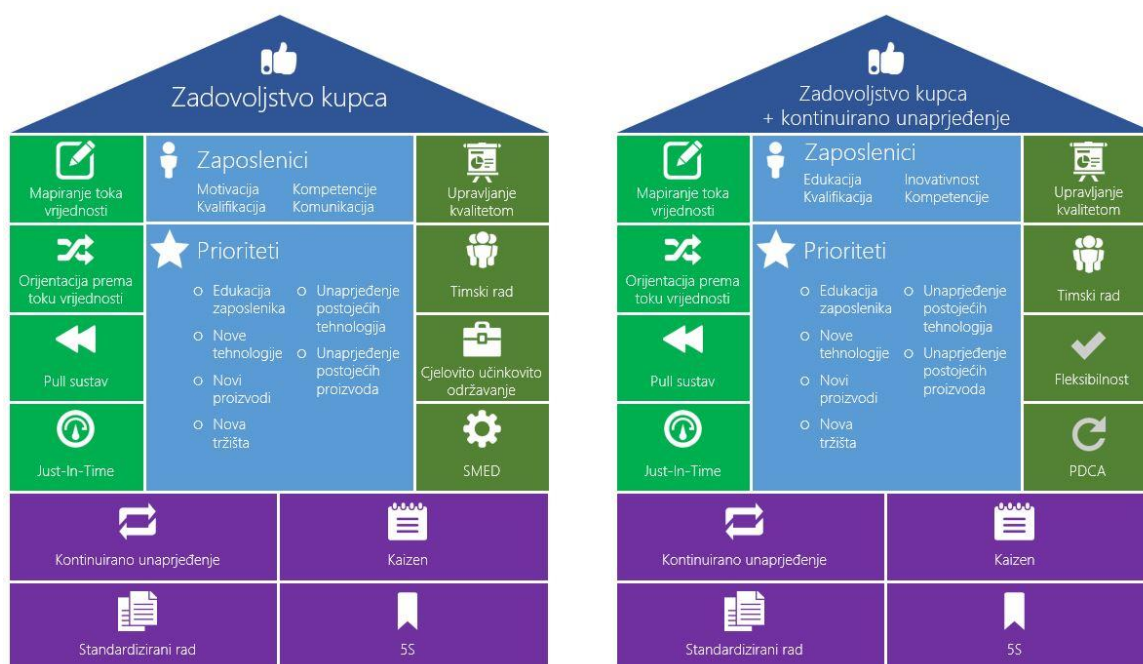 Zadovoljstvo kupca
Mapiranje toka
vrijednosti
Zaposlenici
Motivacija
Kvalifikacija
Kompetencije
Komunikacija
Upravljanje
kvalitetom
Orijentacija prema
toku vrijednosti
Prioriteti
Edukacija
zaposlenika
Nove
tehnologije
Novi
proizvodi
Nova
tržišta
Unaprjeđenje
postojećih
tehnologija
Unaprjeđenje
postojećih
proizvoda
Timski rad
Pull sustav
Cjelovito učinkovito
održavanje
Just-In-Time
SMED
Kontinuirano unaprjeđenje
Kaizen
Standardizirani rad
5S
Zadovoljstvo kupca
+ kontinuirano unaprjeđenje
Mapiranje toka
vrijednosti
Zaposlenici
Edukacija
Kvalifikacija
Inovativnost
Kompetencije
Upravljanje
kvalitetom
Orijentacija prema
toku vrijednosti
Prioriteti
Edukacija
zaposlenika
Nove
tehnologije
Novi
proizvodi
Nova
tržišta
Unaprjeđenje
postojećih
tehnologija
Unaprjeđenje
postojećih
proizvoda
Timski rad
Pull sustav
Fleksibilnost
Just-In-Time
PDCA
Kontinuirano unaprjeđenje
Kaizen
Standardizirani rad
5S